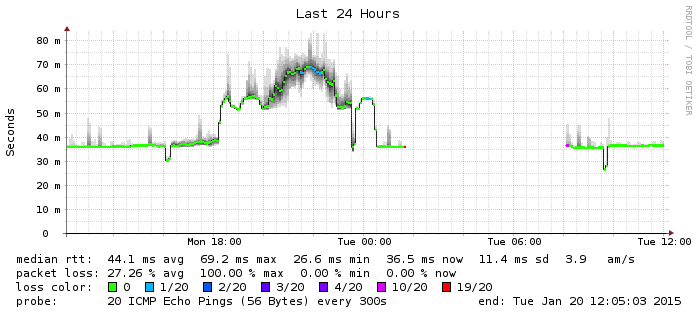 Last 24 Hours
RRDTOOL / TOBI OETIKER
Seconds
80 m
70 m
60 m
50 m
40 m
30 m
20 m
10 m
0
Mon 18:00 Tue 00:00 Tue 06:00 Tue 12:00
median rtt: 44.1 ms avg 69.2 ms max 26.6 ms min 36.5 ms now 11.4 ms sd 3.9 am/s
packet loss: 27.26 % avg 100.00 % max 0.00 % min 0.00 % now
loss color: 0 1/20 2/20 3/20 4/20 10/20 19/20
probe: 20 ICMP Echo Pings (56 Bytes) every 300s end: Tue Jan 20 12:05:03 2015